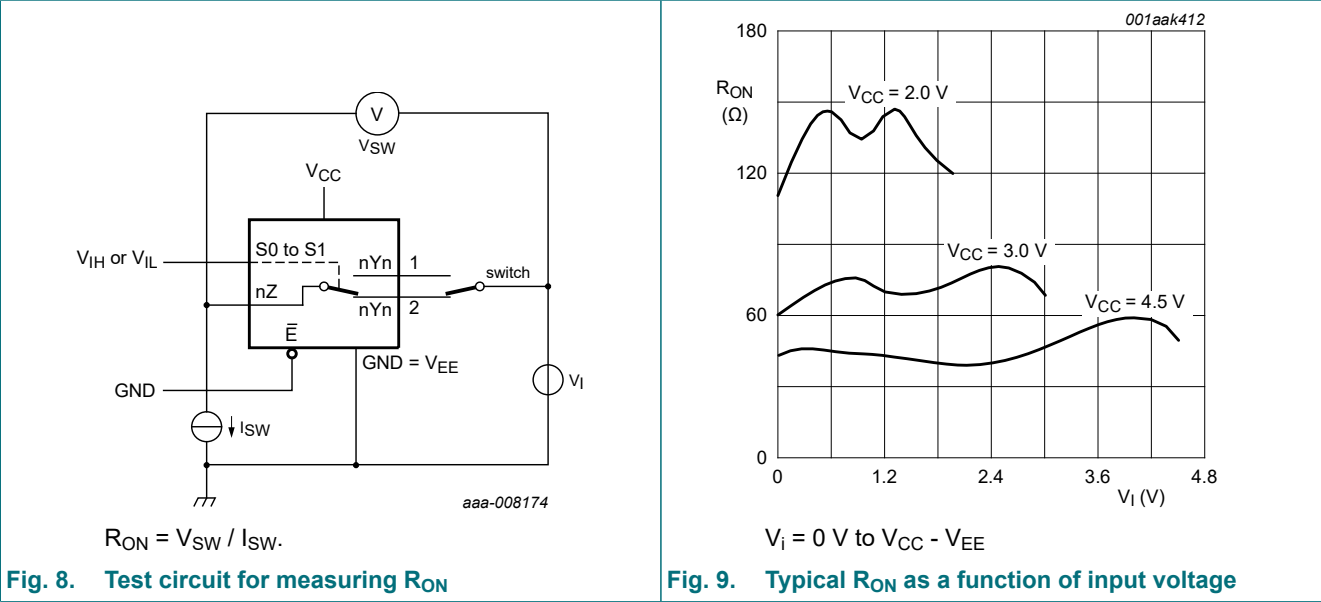 V
VSW
VCC
VIH or VIL
S0 to S1
nYn 1
switch
nZ
nYn 2
E̅
GND = VEE
GND
VI
ISW
aaa-008174
RON = VSW / ISW.
Fig. 8. Test circuit for measuring RON
001aak412
180
RON
(Ω)
VCC = 2.0 V
120
VCC = 3.0 V
VCC = 4.5 V
60
0
0 1.2 2.4 3.6 4.8
VI (V)
Vi = 0 V to VCC - VEE
Fig. 9. Typical RON as a function of input voltage